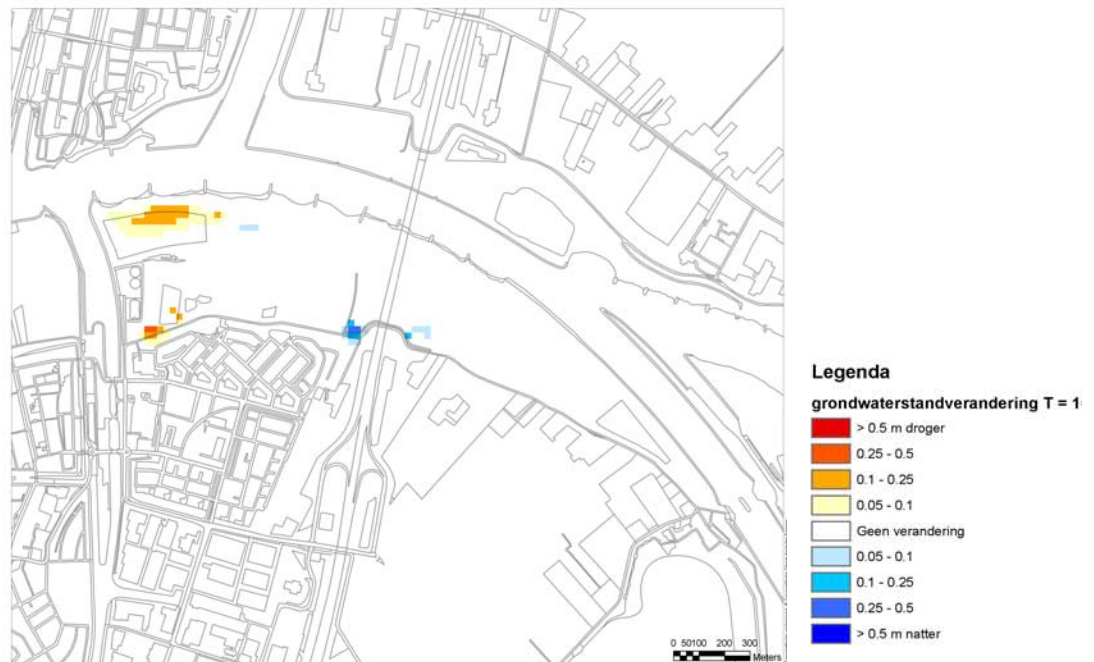 Legenda
grondwaterstandverandering T = 1
> 0.5 m droger
0.25 - 0.5
0.1 - 0.25
0.05 - 0.1
Geen verandering
0.05 - 0.1
0.1 - 0.25
0.25 - 0.5
> 0.5 m natter
0 50100 200 300
Meters